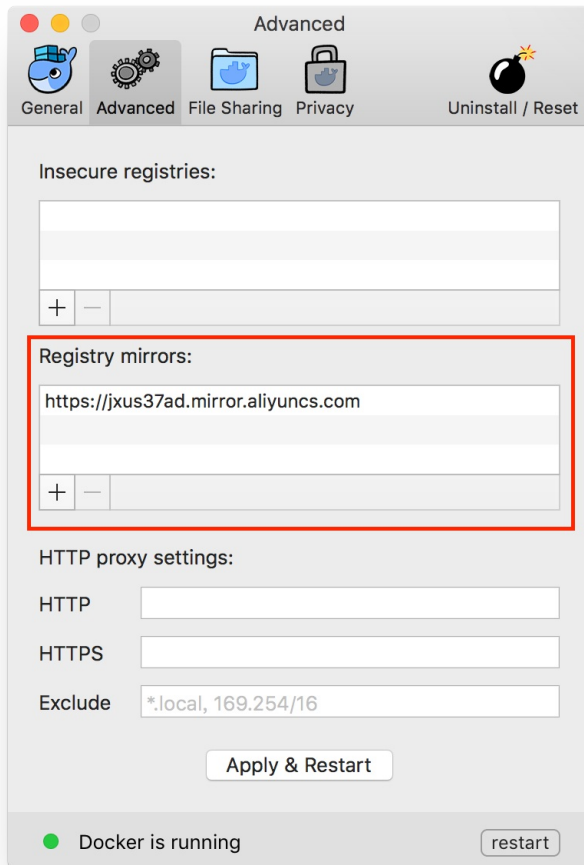 Advanced
General Advanced File Sharing Privacy Uninstall / Reset
Insecure registries:
+ −
Registry mirrors:
https://jxus37ad.mirror.aliyuncs.com
+ −
HTTP proxy settings:
HTTP
HTTPS
Exclude *.local, 169.254/16
Apply & Restart
Docker is running restart